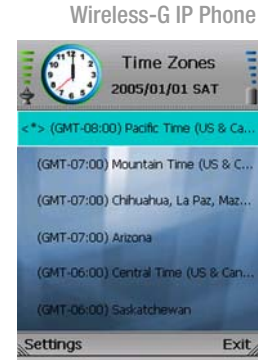 Wireless-G IP Phone
Time Zones
2005/01/01 SAT
<*> (GMT-08:00) Pacific Time (US & Ca...
(GMT-07:00) Mountain Time (US & C...
(GMT-07:00) Chihuahua, La Paz, Maz...
(GMT-07:00) Arizona
(GMT-06:00) Central Time (US & Can...
(GMT-06:00) Saskatchewan
Settings Exit